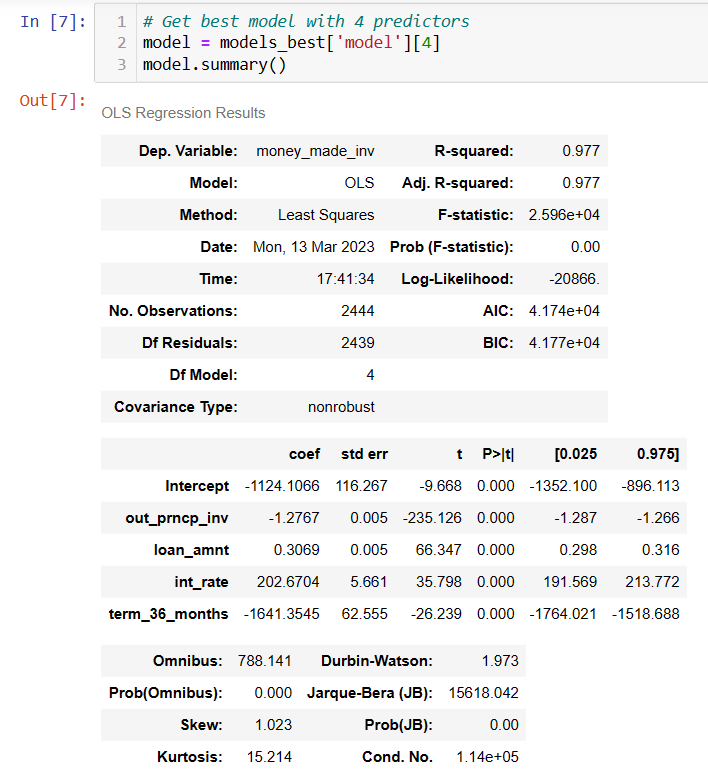 In [7]:
1 # Get best model with 4 predictors
2 model = models_best['model'][4]
3 model.summary()
Out[7]:
OLS Regression Results
Dep. Variable: money_made_inv R-squared: 0.977
Model: OLS Adj. R-squared: 0.977
Method: Least Squares F-statistic: 2.596e+04
Date: Mon, 13 Mar 2023 Prob (F-statistic): 0.00
Time: 17:41:34 Log-Likelihood: -20866.
No. Observations: 2444 AIC: 4.174e+04
Df Residuals: 2439 BIC: 4.177e+04
Df Model: 4
Covariance Type: nonrobust
coef std err t P>|t| [0.025 0.975]
Intercept -1124.1066 116.267 -9.668 0.000 -1352.100 -896.113
out_prncp_inv -1.2767 0.005 -235.126 0.000 -1.287 -1.266
loan_amnt 0.3069 0.005 66.347 0.000 0.298 0.316
int_rate 202.6704 5.661 35.798 0.000 191.569 213.772
term_36_months -1641.3545 62.555 -26.239 0.000 -1764.021 -1518.688
Omnibus: 788.141 Durbin-Watson: 1.973
Prob(Omnibus): 0.000 Jarque-Bera (JB): 15618.042
Skew: 1.023 Prob(JB): 0.00
Kurtosis: 15.214 Cond. No. 1.14e+05